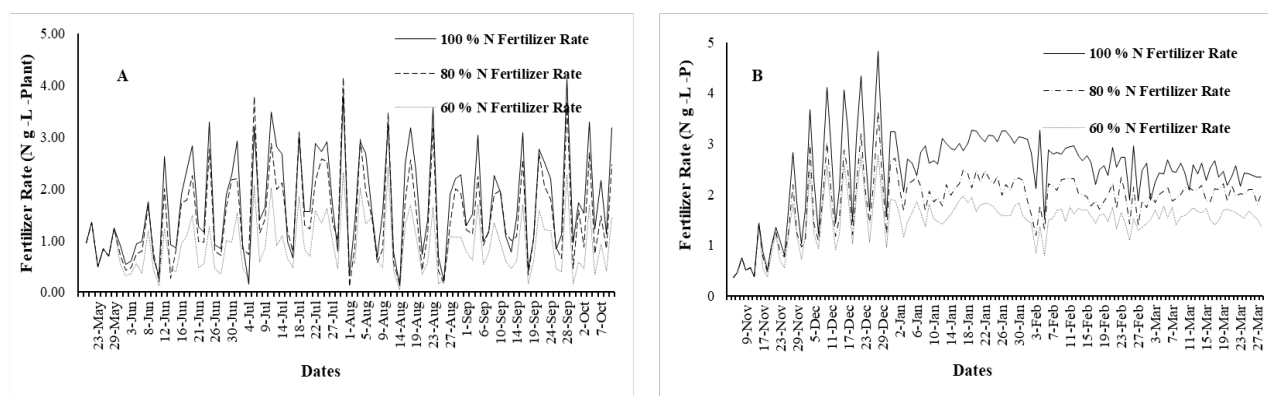 5.00
4.00
3.00
2.00
1.00
0.00
Fertilizer Rate (N g -L -Plant)
A
100 % N Fertilizer Rate
80 % N Fertilizer Rate
60 % N Fertilizer Rate
23-May
29-May
3-Jun
8-Jun
12-Jun
16-Jun
21-Jun
26-Jun
30-Jun
4-Jul
9-Jul
14-Jul
18-Jul
22-Jul
27-Jul
1-Aug
5-Aug
9-Aug
14-Aug
19-Aug
23-Aug
27-Aug
1-Sep
6-Sep
10-Sep
14-Sep
19-Sep
24-Sep
28-Sep
2-Oct
7-Oct
Dates
5
4
3
2
1
0
Fertilizer Rate (N g -L -P)
B
100 % N Fertilizer Rate
80 % N Fertilizer Rate
60 % N Fertilizer Rate
9-Nov
17-Nov
23-Nov
29-Nov
5-Dec
11-Dec
17-Dec
23-Dec
29-Dec
2-Jan
6-Jan
10-Jan
14-Jan
18-Jan
22-Jan
26-Jan
30-Jan
3-Feb
7-Feb
11-Feb
15-Feb
19-Feb
23-Feb
27-Feb
3-Mar
7-Mar
11-Mar
15-Mar
19-Mar
23-Mar
27-Mar
Dates